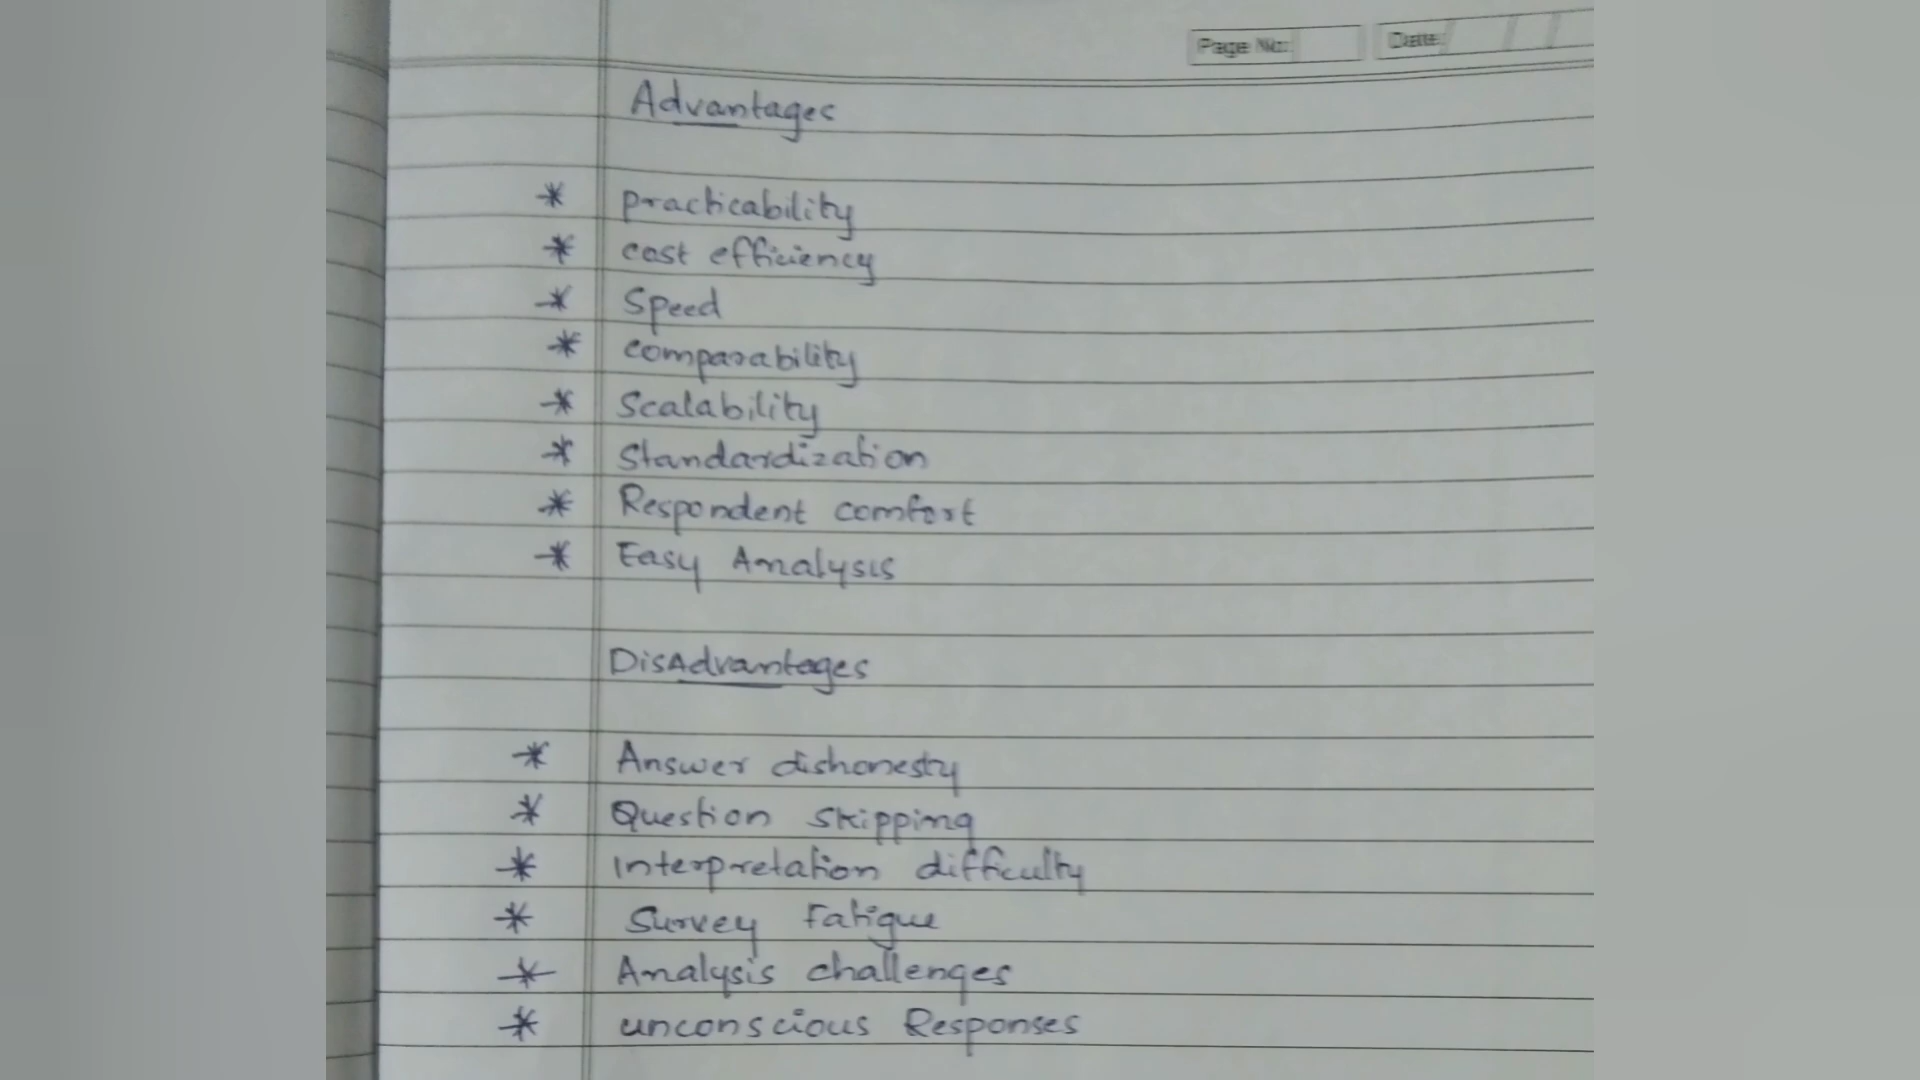 Page No:
Date:
Advantages
* practicability
* cost efficiency
* Speed
* comparability
* Scalability
* Standardization
* Respondent comfort
* Easy Analysis
DisAdvantages
* Answer dishonesty
* Question Skipping
* Interpretation difficulty
* Survey Fatigue
* Analysis challenges
* unconscious Responses